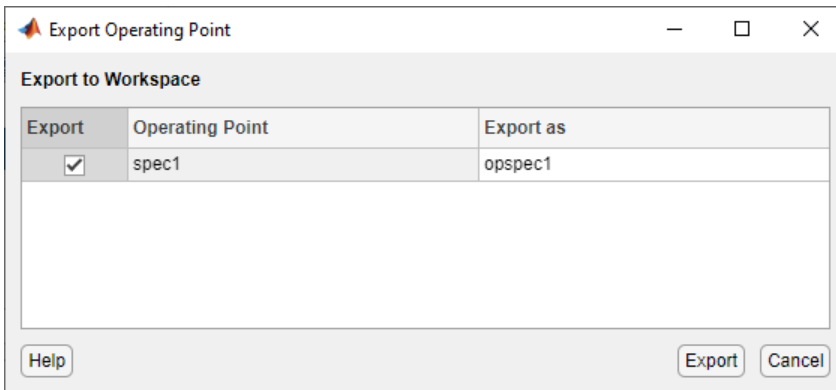 Export Operating Point
Export to Workspace
Export Operating Point Export as
spec1 opspec1
Help Export Cancel